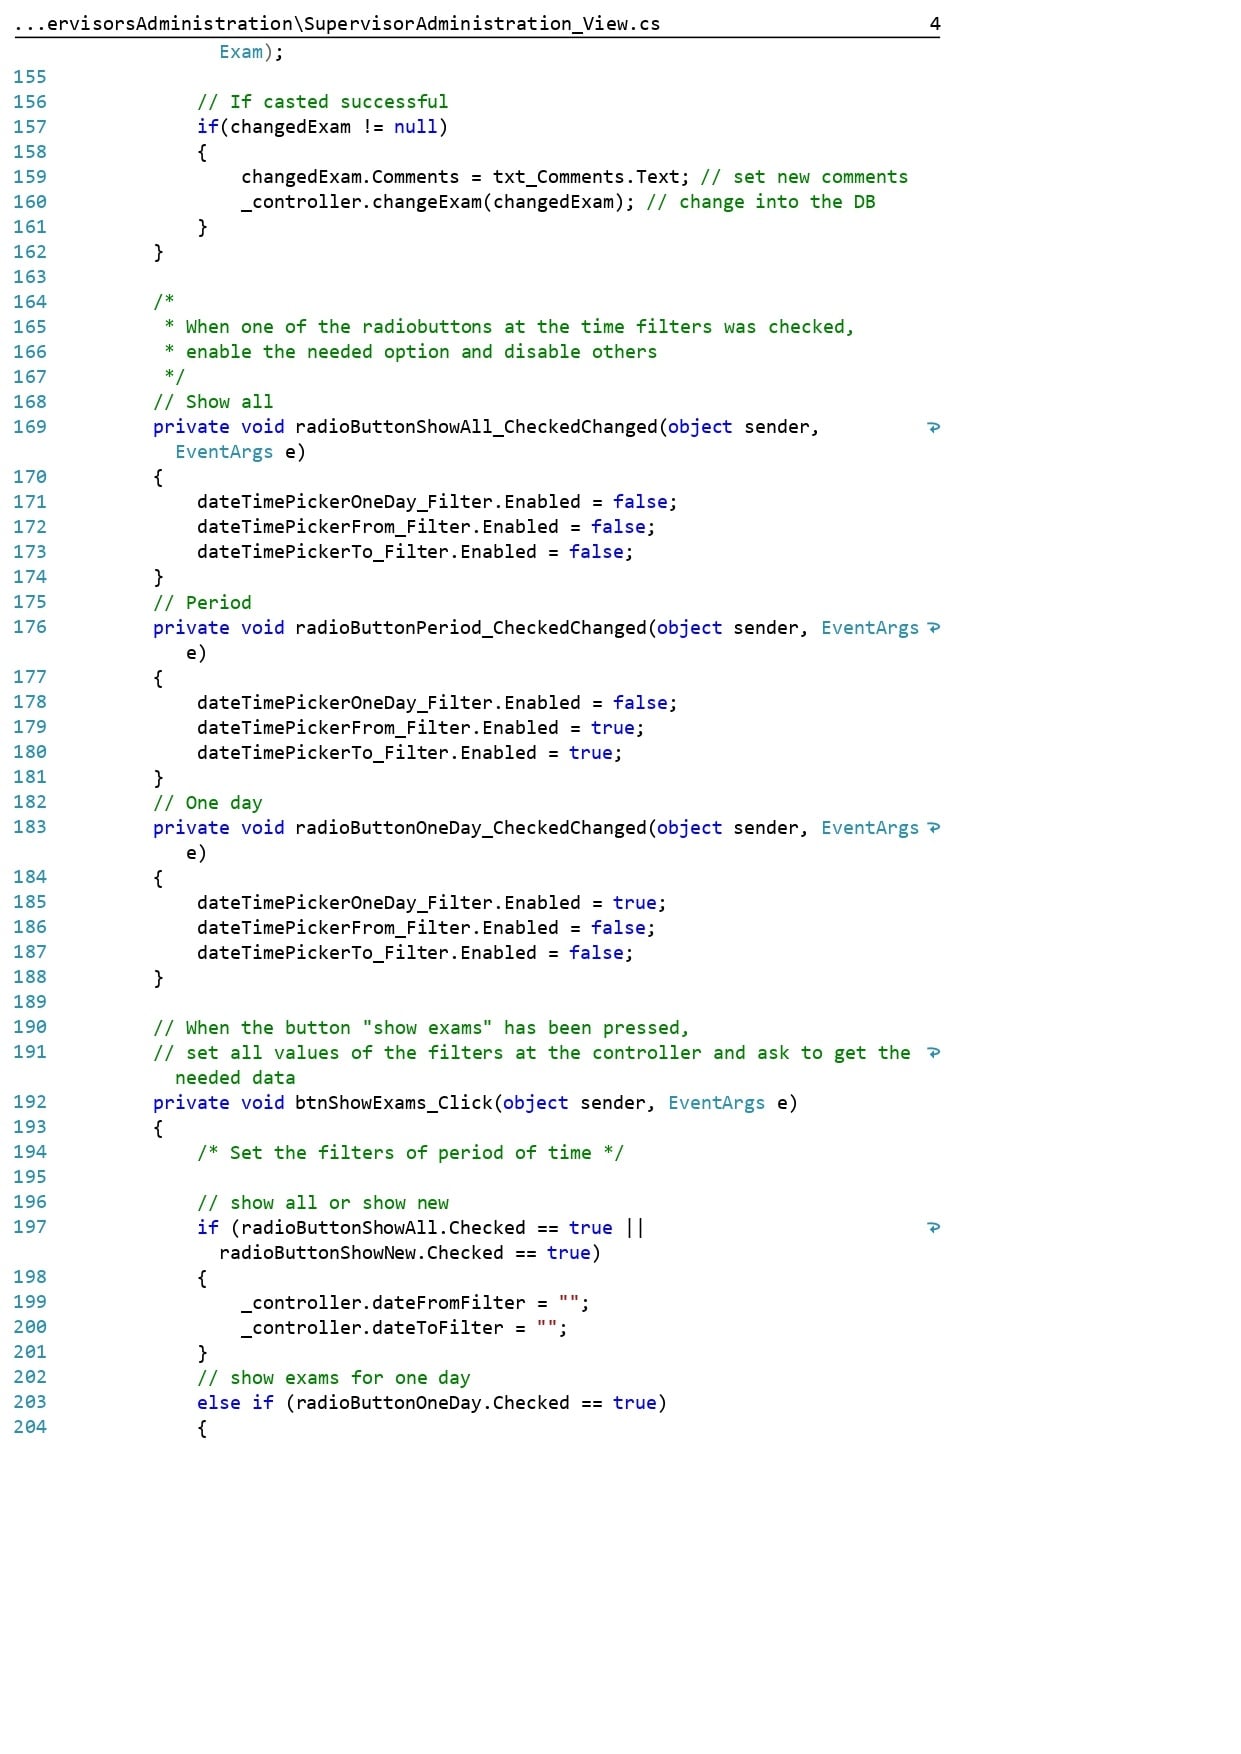 ...ervisorsAdministration\SupervisorAdministration_View.cs 4
Exam);
155
156 // If casted successful
157 if(changedExam != null)
158 {
159 changedExam.Comments = txt_Comments.Text; // set new comments
160 _controller.changeExam(changedExam); // change into the DB
161 }
162 }
163
164 /*
165 * When one of the radiobuttons at the time filters was checked,
166 * enable the needed option and disable others
167 */
168 // Show all
169 private void radioButtonShowAll_CheckedChanged(object sender,
EventArgs e)
170 {
171 dateTimePickerOneDay_Filter.Enabled = false;
172 dateTimePickerFrom_Filter.Enabled = false;
173 dateTimePickerTo_Filter.Enabled = false;
174 }
175 // Period
176 private void radioButtonPeriod_CheckedChanged(object sender, EventArgs
e)
177 {
178 dateTimePickerOneDay_Filter.Enabled = false;
179 dateTimePickerFrom_Filter.Enabled = true;
180 dateTimePickerTo_Filter.Enabled = true;
181 }
182 // One day
183 private void radioButtonOneDay_CheckedChanged(object sender, EventArgs
e)
184 {
185 dateTimePickerOneDay_Filter.Enabled = true;
186 dateTimePickerFrom_Filter.Enabled = false;
187 dateTimePickerTo_Filter.Enabled = false;
188 }
189
190 // When the button "show exams" has been pressed,
191 // set all values of the filters at the controller and ask to get the
needed data
192 private void btnShowExams_Click(object sender, EventArgs e)
193 {
194 /* Set the filters of period of time */
195
196 // show all or show new
197 if (radioButtonShowAll.Checked == true ||
radioButtonShowNew.Checked == true)
198 {
199 _controller.dateFromFilter = "";
200 _controller.dateToFilter = "";
201 }
202 // show exams for one day
203 else if (radioButtonOneDay.Checked == true)
204 {